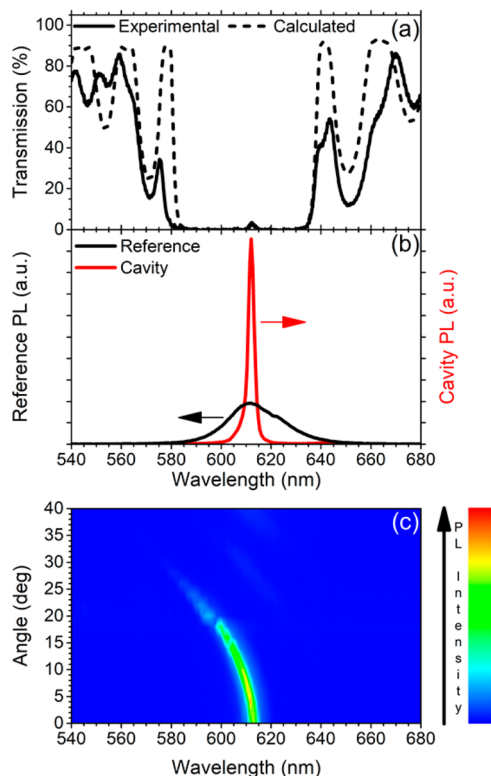 Experimental Calculated (a)
Transmission (%)
100
80
60
40
20
0
Reference (b)
Cavity
Reference PL (a.u.)
Cavity PL (a.u.)
540 560 580 600 620 640 660 680
Wavelength (nm)
(c)
Angle (deg)
40
35
30
25
20
15
10
5
0
540 560 580 600 620 640 660 680
Wavelength (nm)
PL Intensity